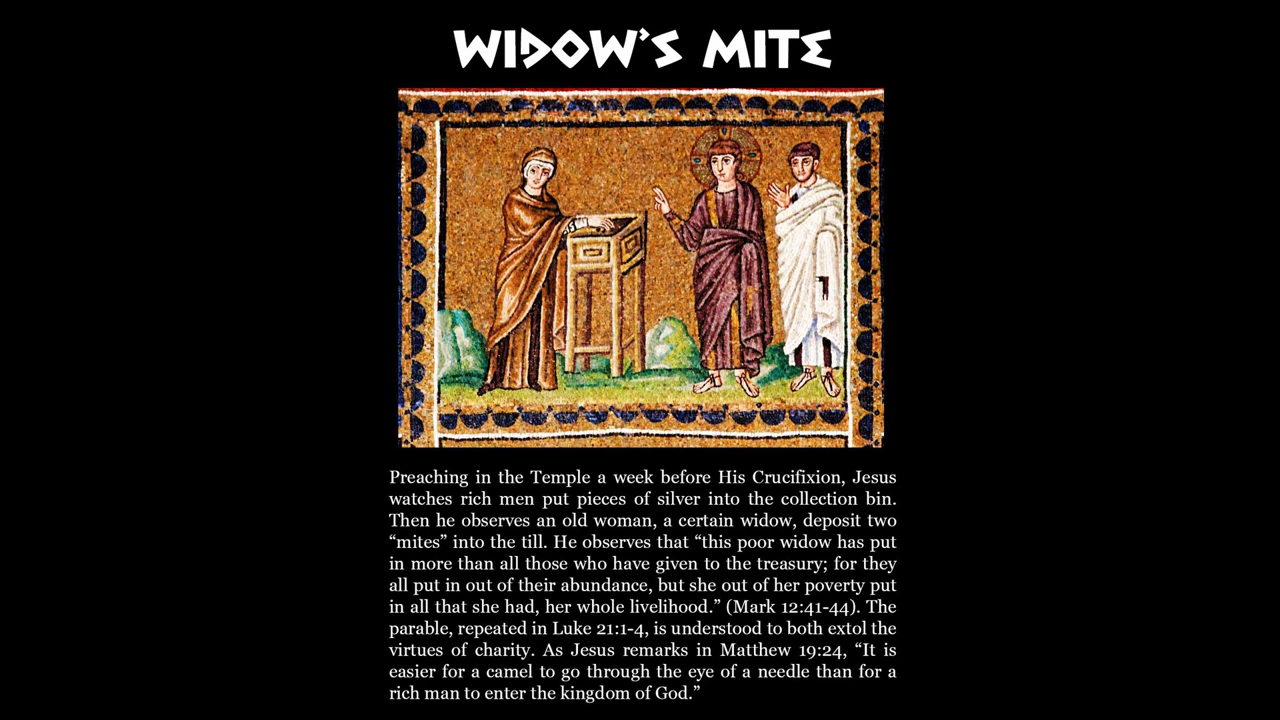 WIDOW'S MITE
Preaching in the Temple a week before His Crucifixion, Jesus
watches rich men put pieces of silver into the collection bin.
Then he observes an old woman, a certain widow, deposit two
“mites” into the till. He observes that “this poor widow has put
in more than all those who have given to the treasury; for they
all put in out of their abundance, but she out of her poverty put
in all that she had, her whole livelihood.” (Mark 12:41-44). The
parable, repeated in Luke 21:1-4, is understood to both extol the
virtues of charity. As Jesus remarks in Matthew 19:24, “It is
easier for a camel to go through the eye of a needle than for a
rich man to enter the kingdom of God.”